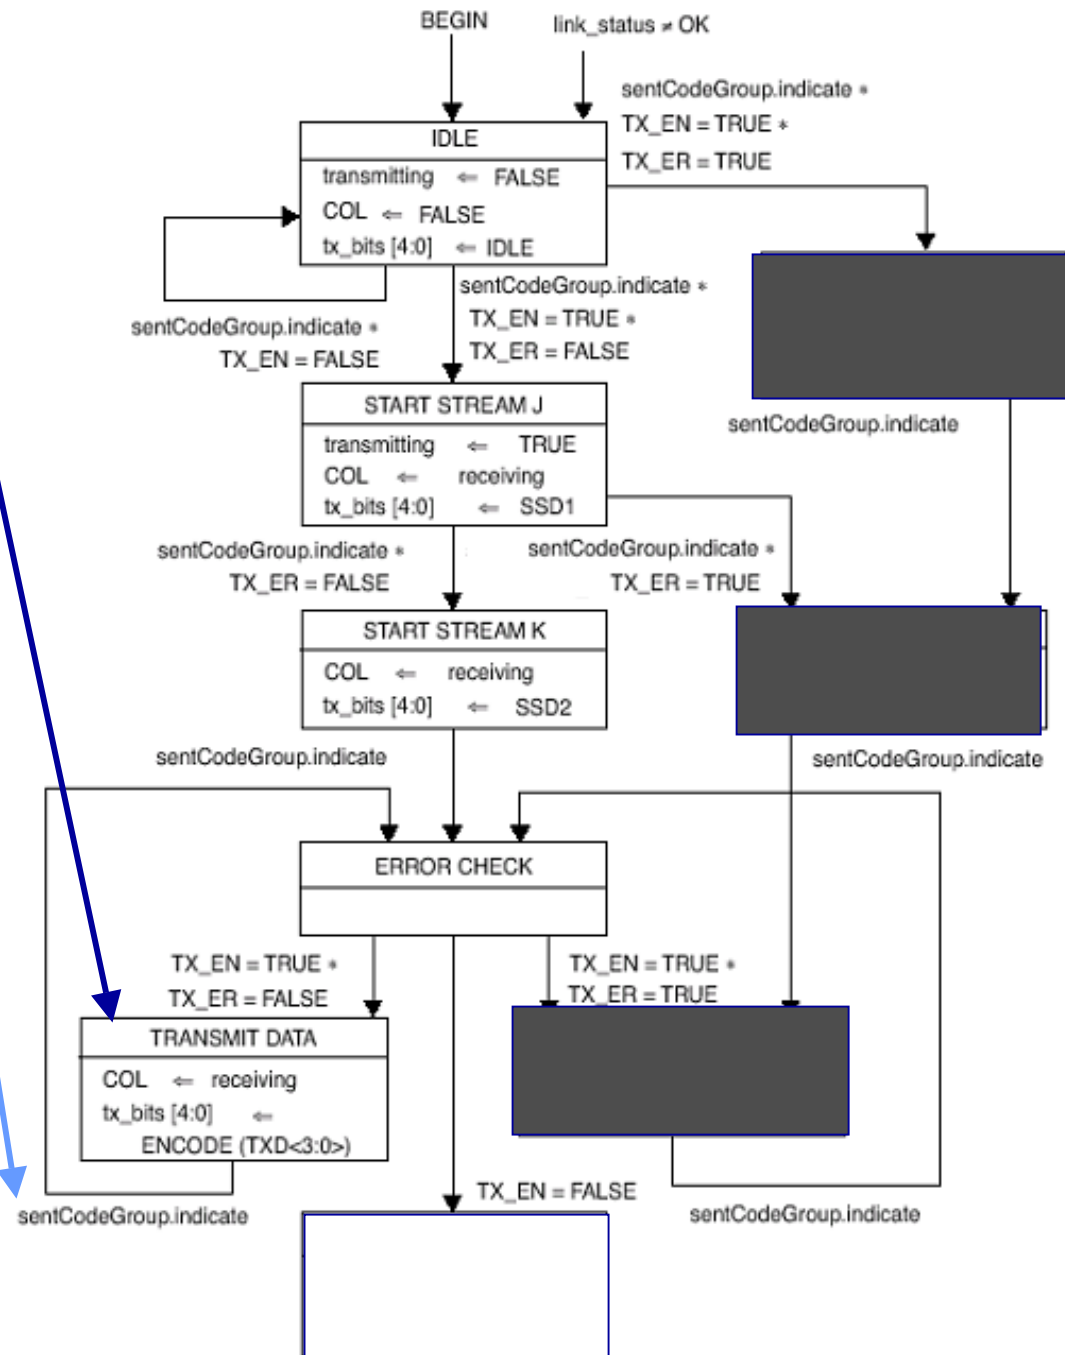 BEGIN
link_status ≠ OK
sentCodeGroup.indicate *
TX_EN = TRUE *
TX_ER = TRUE
IDLE
transmitting ⇐ FALSE
COL ⇐ FALSE
tx_bits [4:0] ⇐ IDLE
sentCodeGroup.indicate *
TX_EN = TRUE *
TX_ER = FALSE
sentCodeGroup.indicate *
TX_EN = FALSE
START STREAM J
transmitting ⇐ TRUE
COL ⇐ receiving
tx_bits [4:0] ⇐ SSD1
sentCodeGroup.indicate
sentCodeGroup.indicate *
TX_ER = FALSE
sentCodeGroup.indicate *
TX_ER = TRUE
START STREAM K
COL ⇐ receiving
tx_bits [4:0] ⇐ SSD2
sentCodeGroup.indicate
sentCodeGroup.indicate
ERROR CHECK
TX_EN = TRUE *
TX_ER = FALSE
TX_EN = TRUE *
TX_ER = TRUE
TRANSMIT DATA
COL ⇐ receiving
tx_bits [4:0] ⇐
ENCODE (TXD<3:0>)
TX_EN = FALSE
sentCodeGroup.indicate
sentCodeGroup.indicate